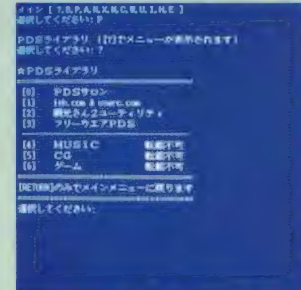 メイン [ ?,B,P,A,R,X,M,C,W,U,I,H,E ]
選択してください: P
PDSライブラリ ([?]でメニューが表示されます)
選択してください: ?
☆PDSライブラリ
[0] PDSサロン
[1]
[2] 観光さん2ユーティリティ
[3] フリーウエアPDS
[4] MUSIC 転載不可
[5] CG 転載不可
[6] ゲーム 転載不可
[RETURN]のみでメインメニューに戻ります
選択してください: